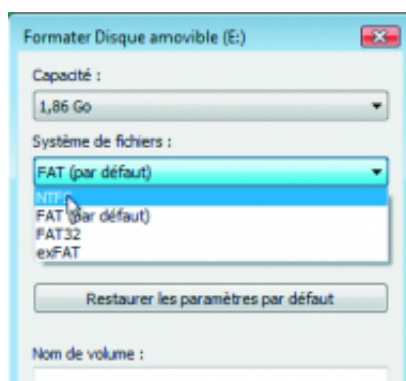 Formater Disque amovible (E:)
Capacité :
1,86 Go
Système de fichiers :
FAT (par défaut)
NTFS
FAT (par défaut)
FAT32
exFAT
Restaurer les paramètres par défaut
Nom de volume :